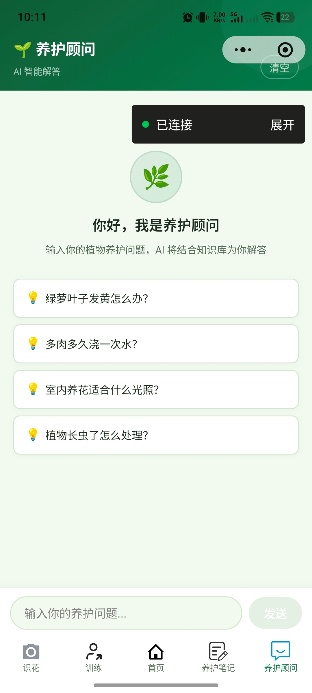 10:11
2.00 KB/s
5G
22
养护顾问
AI 智能解答
清空
已连接 展开
你好，我是养护顾问
输入你的植物养护问题，AI 将结合知识库为你解答
绿萝叶子发黄怎么办？
多肉多久浇一次水？
室内养花适合什么光照？
植物长虫了怎么处理？
输入你的养护问题... 发送
识花 训练 首页 养护笔记 养护顾问